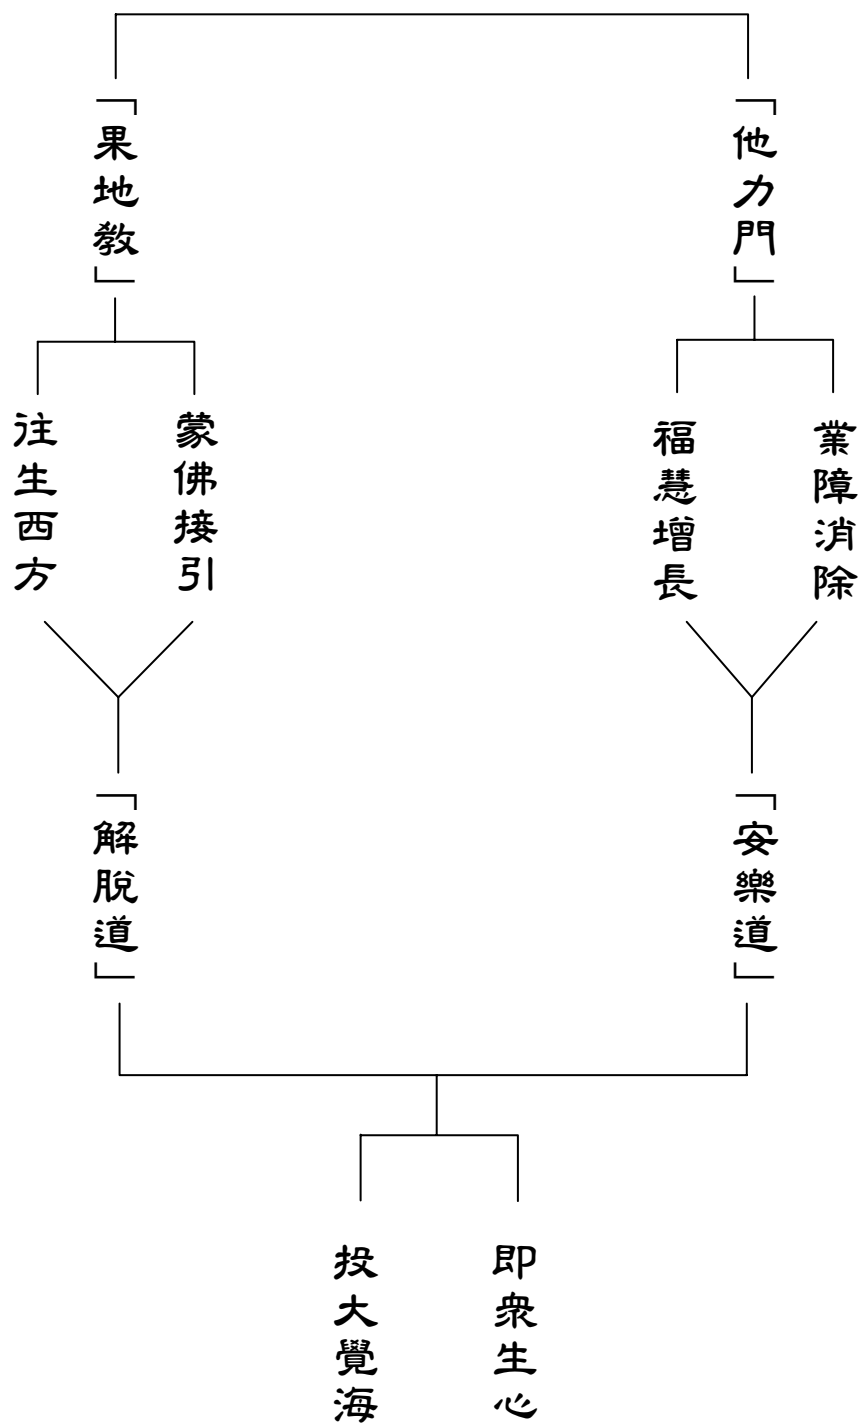 「他力門」
「果地教」
業障消除
福慧增長
蒙佛接引
往生西方
「安樂道」
「解脫道」
即衆生心
投大覺海